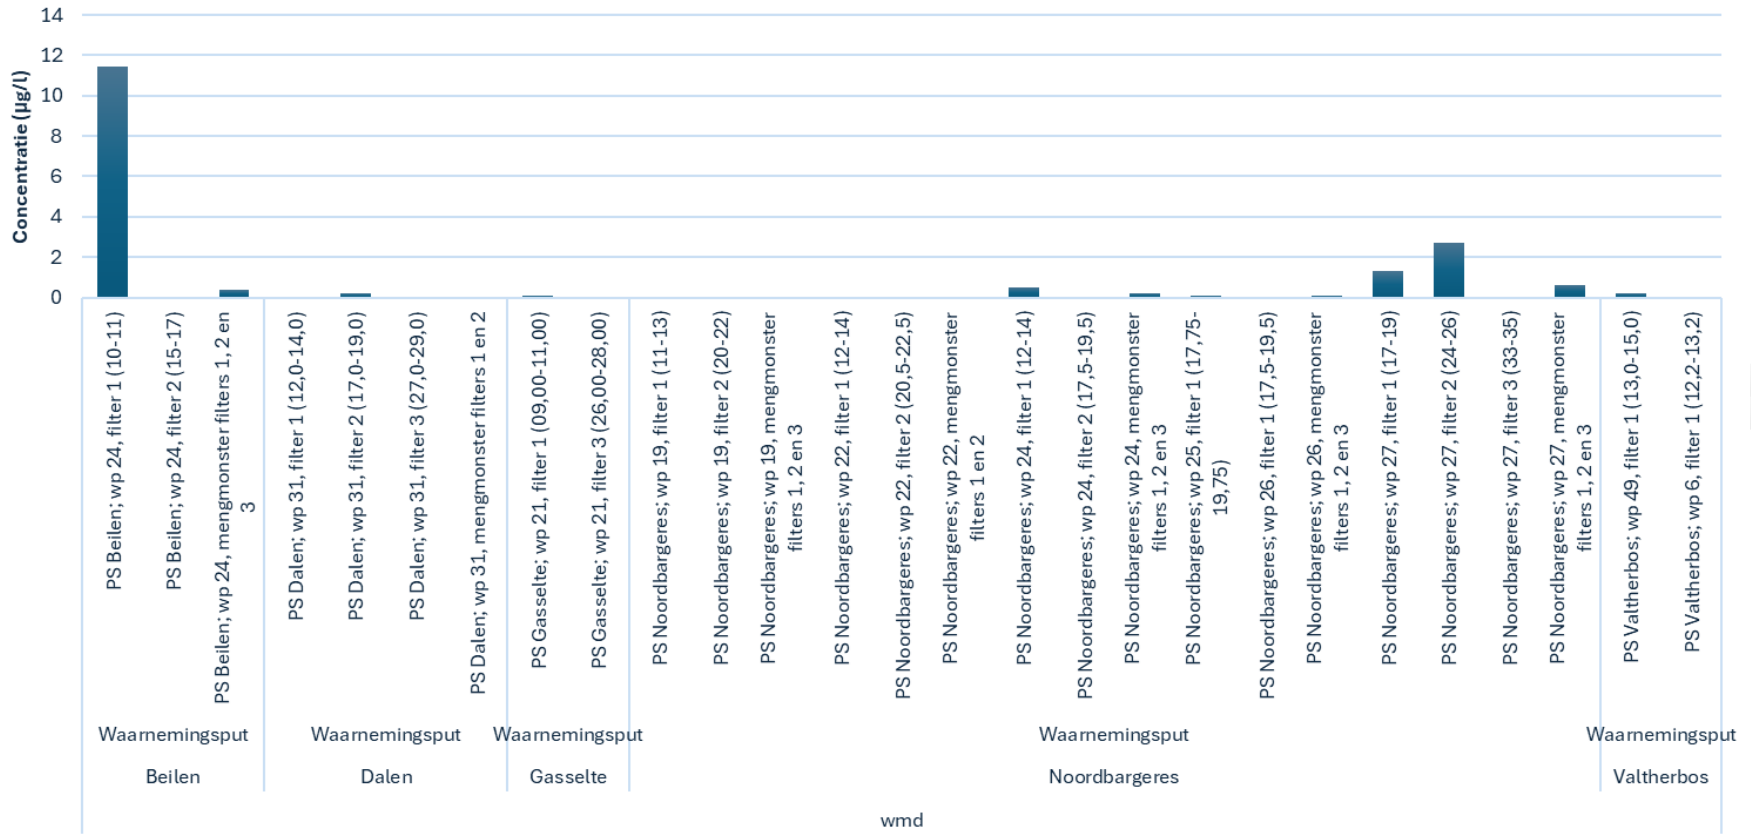 14
12
10
8
6
4
2
0
Concentratie (µg/l)
PS Beilen; wp 24, filter 1 (10-11)
PS Beilen; wp 24, filter 2 (15-17)
PS Beilen; wp 24, mengmonster filters 1, 2 en
3
PS Dalen; wp 31, filter 1 (12,0-14,0)
PS Dalen; wp 31, filter 2 (17,0-19,0)
PS Dalen; wp 31, filter 3 (27,0-29,0)
PS Dalen; wp 31, mengmonster filters 1 en 2
PS Gasselte; wp 21, filter 1 (09,00-11,00)
PS Gasselte; wp 21, filter 3 (26,00-28,00)
PS Noordbargeres; wp 19, filter 1 (11-13)
PS Noordbargeres; wp 19, filter 2 (20-22)
PS Noordbargeres; wp 19, mengmonster
filters 1, 2 en 3
PS Noordbargeres; wp 22, filter 1 (12-14)
PS Noordbargeres; wp 22, filter 2 (20,5-22,5)
PS Noordbargeres; wp 22, mengmonster
filters 1 en 2
PS Noordbargeres; wp 24, filter 1 (12-14)
PS Noordbargeres; wp 24, filter 2 (17,5-19,5)
PS Noordbargeres; wp 24, mengmonster
filters 1, 2 en 3
PS Noordbargeres; wp 25, filter 1 (17,75-
19,75)
PS Noordbargeres; wp 26, filter 1 (17,5-19,5)
PS Noordbargeres; wp 26, mengmonster
filters 1, 2 en 3
PS Noordbargeres; wp 27, filter 1 (17-19)
PS Noordbargeres; wp 27, filter 2 (24-26)
PS Noordbargeres; wp 27, filter 3 (33-35)
PS Noordbargeres; wp 27, mengmonster
filters 1, 2 en 3
PS Valtherbos; wp 49, filter 1 (13,0-15,0)
PS Valtherbos; wp 6, filter 1 (12,2-13,2)
Waarnemingsput
Waarnemingsput
Waarnemingsput
Waarnemingsput
Waarnemingsput
Beilen
Dalen
Gasselte
Noordbargeres
Valtherbos
wmd